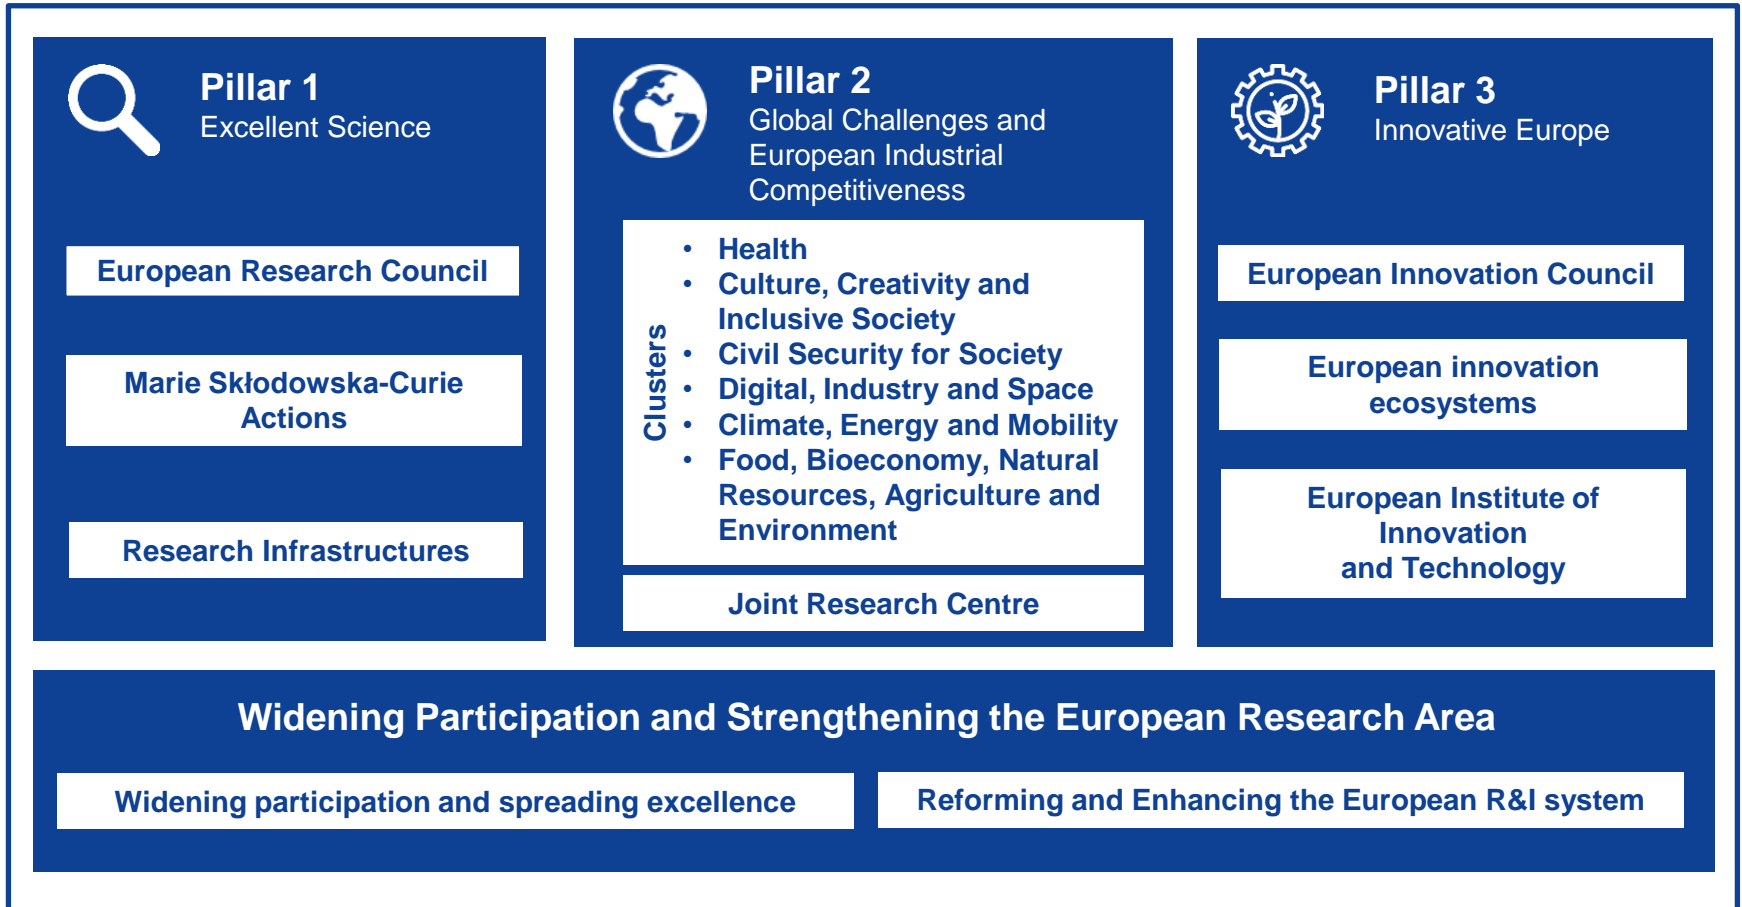 Pillar 1
Excellent Science
European Research Council
Marie Skłodowska-Curie
Actions
Research Infrastructures
Pillar 2
Global Challenges and
European Industrial
Competitiveness
Clusters
• Health
• Culture, Creativity and
Inclusive Society
• Civil Security for Society
• Digital, Industry and Space
• Climate, Energy and Mobility
• Food, Bioeconomy, Natural
Resources, Agriculture and
Environment
Joint Research Centre
Pillar 3
Innovative Europe
European Innovation Council
European innovation
ecosystems
European Institute of
Innovation
and Technology
Widening Participation and Strengthening the European Research Area
Widening participation and spreading excellence
Reforming and Enhancing the European R&I system